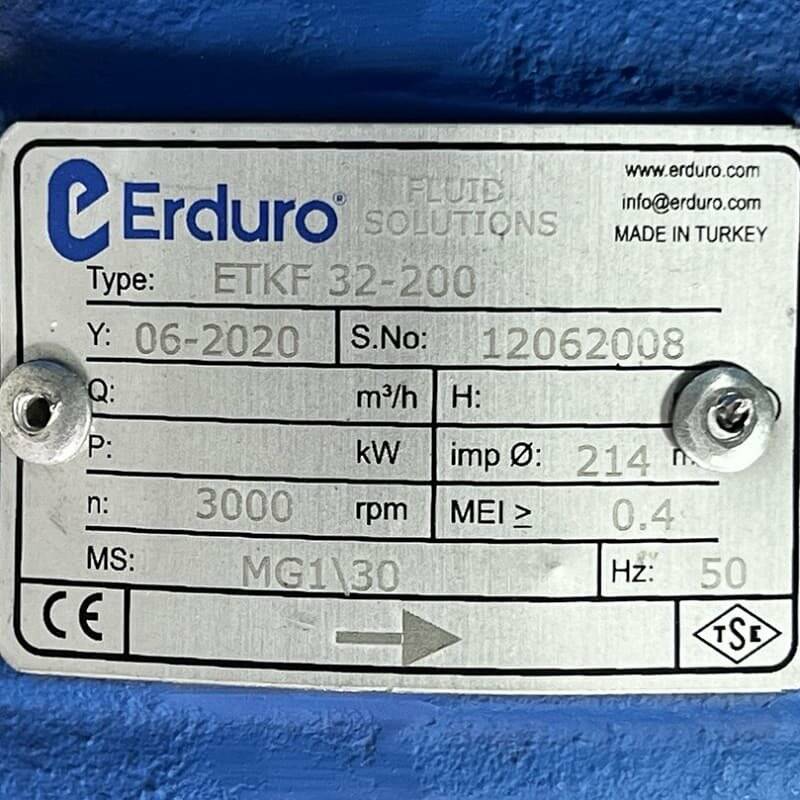 Erduro® FLUID SOLUTIONS
www.erduro.com
info@erduro.com
MADE IN TURKEY
Type: ETKF 32-200
Y: 06-2020 S.No: 12062008
Q: m³/h H:
P: kW imp Ø: 214
n: 3000 rpm MEI ≥ 0.4
MS: MG1\30 Hz: 50
CE TSE